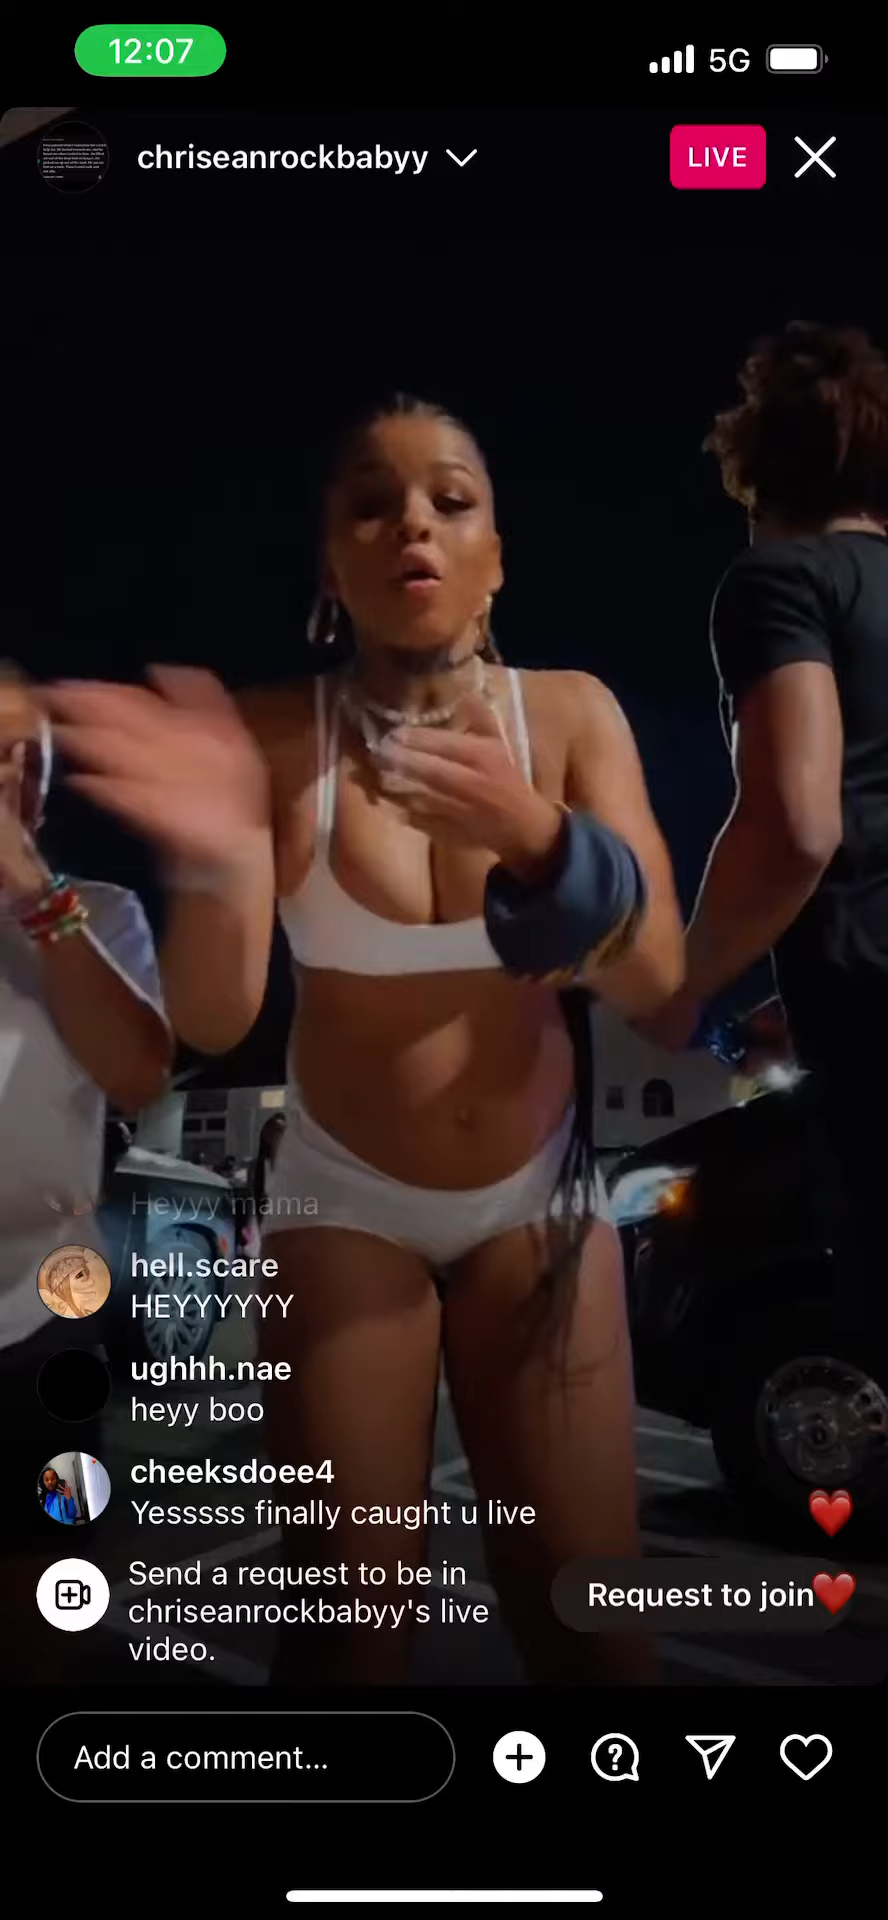 12:07
5G
chriseanrockbabyy
LIVE
Heyyy mama
hell.scare
HEYYYYYY
ughhh.nae
heyy boo
cheeksdoee4
Yesssss finally caught u live
Send a request to be in
chriseanrockbabyy's live
video.
Request to join
Add a comment...